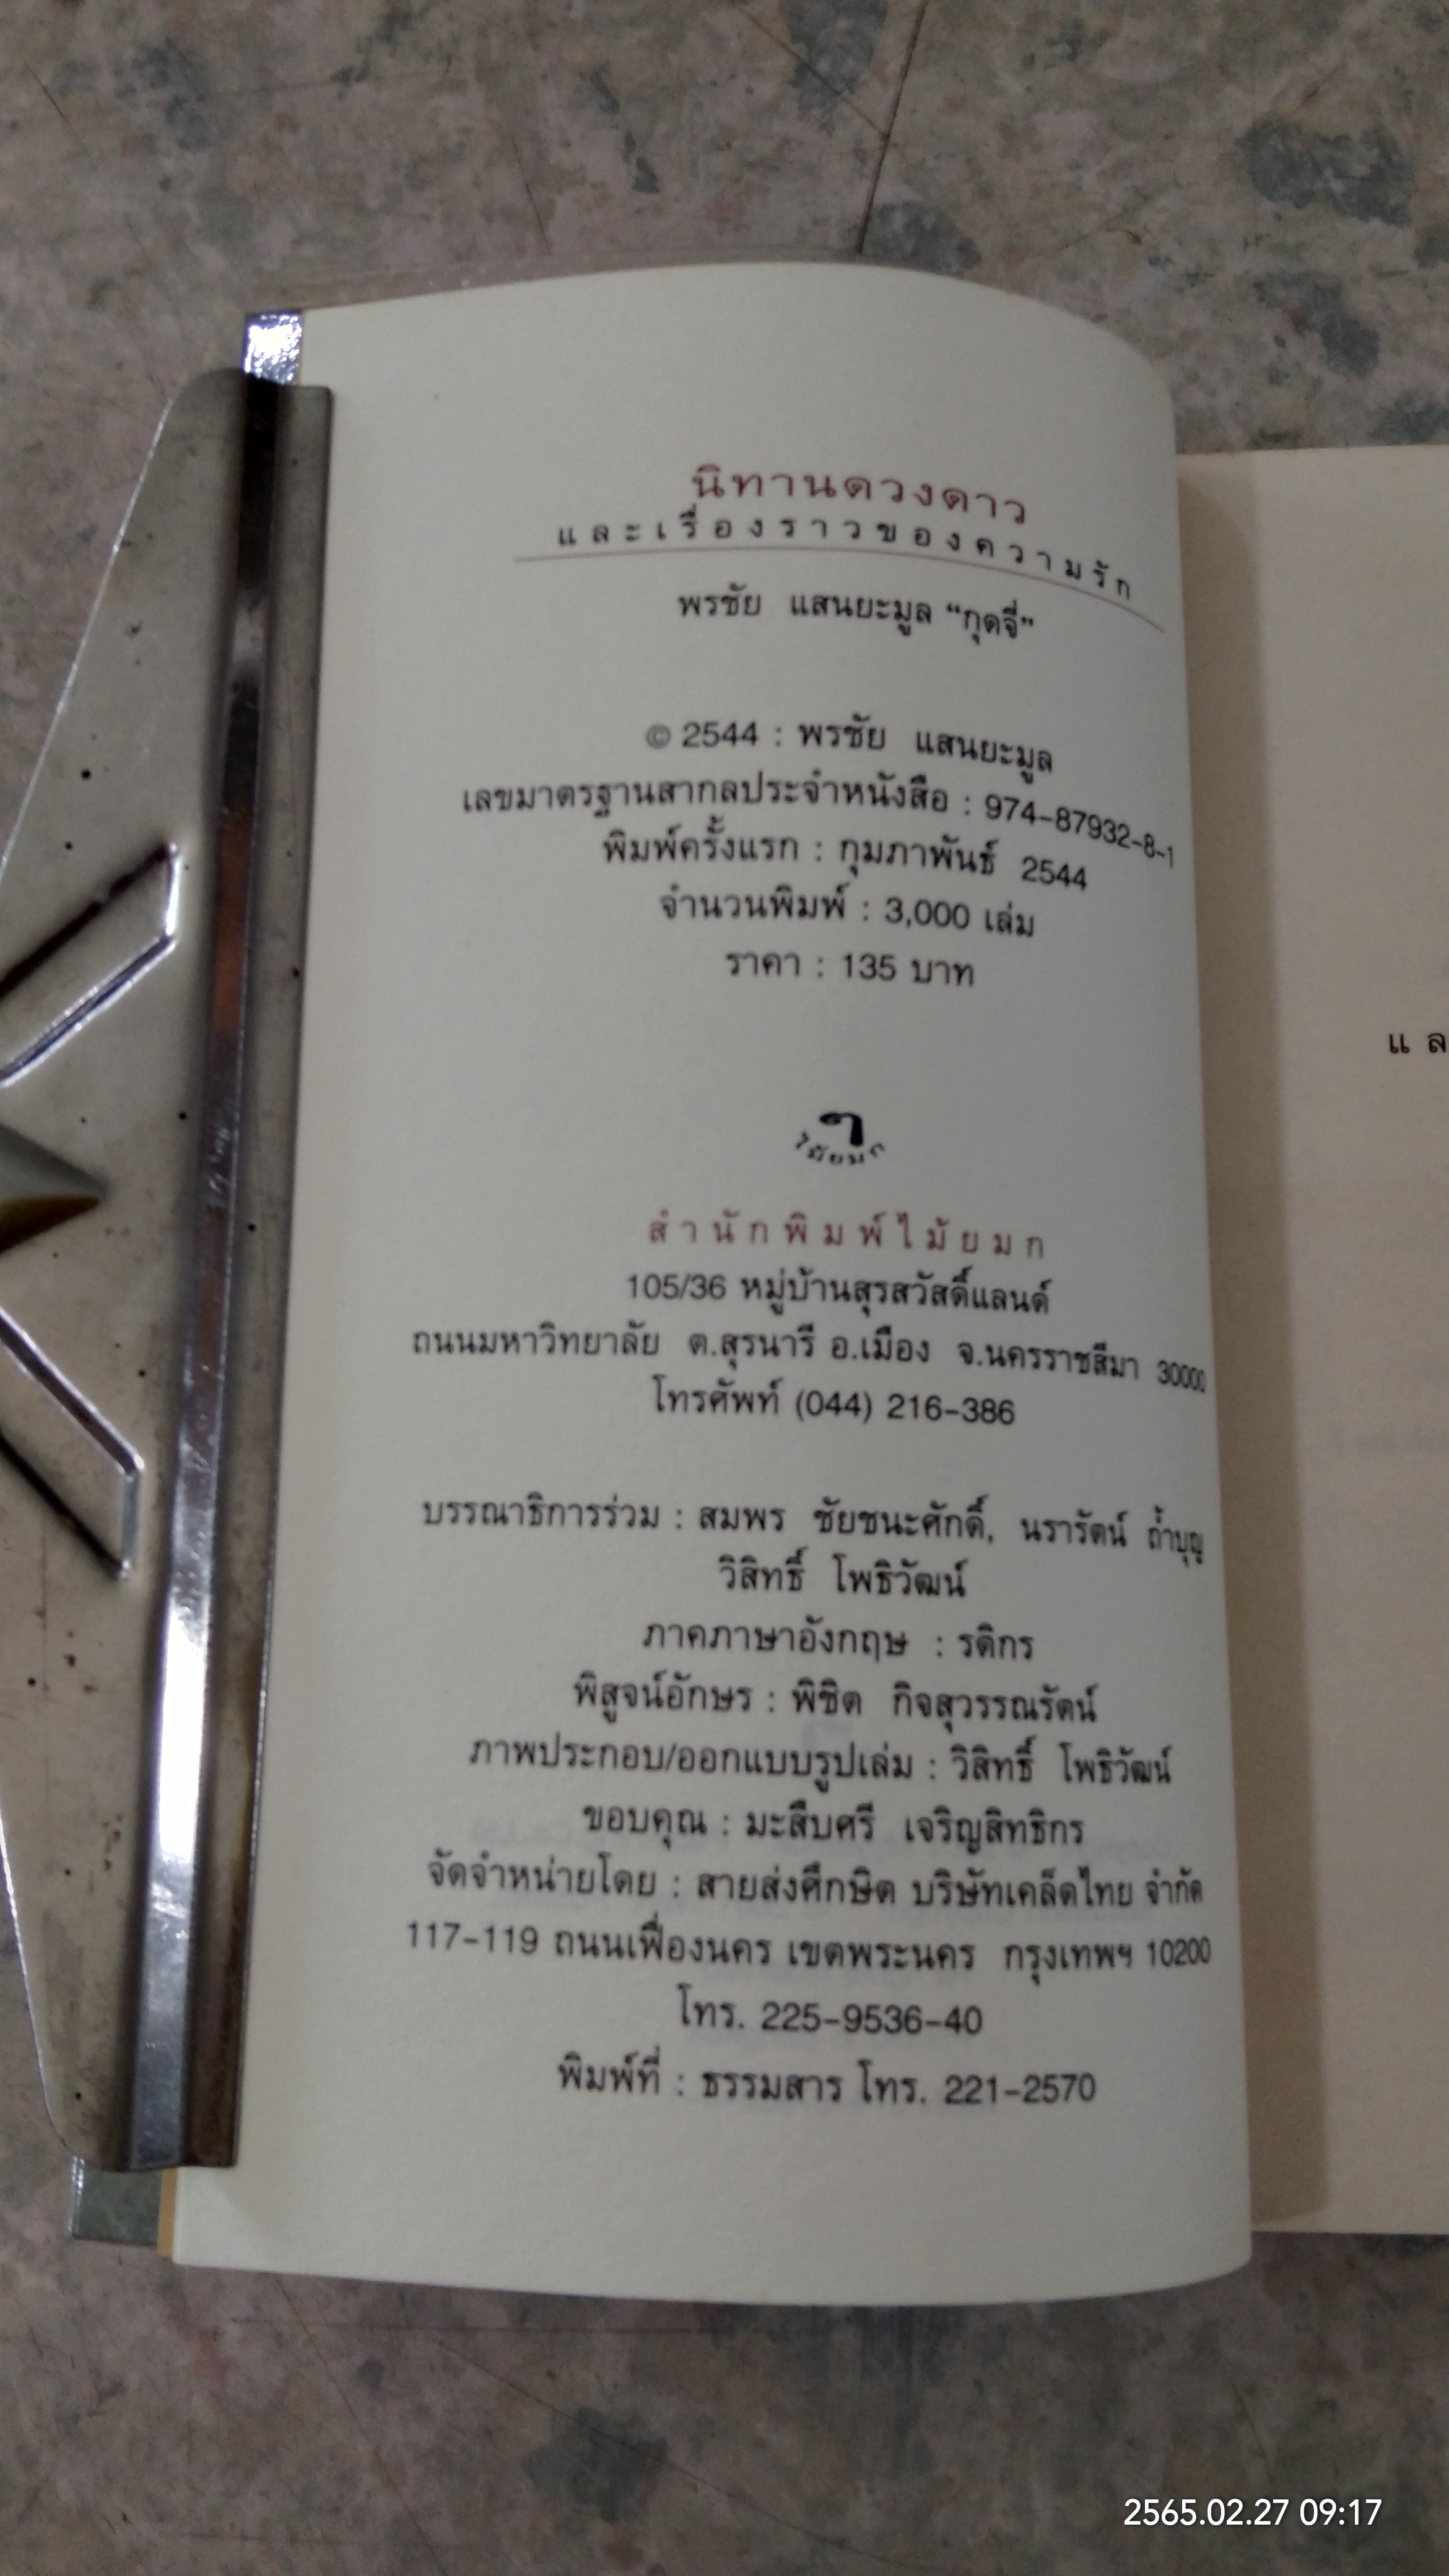 นิทานดวงดาว
และเรื่องราวของความรัก
พรชัย แสนยะมูล “กุดจี่”
© 2544 : พรชัย แสนยะมูล
เลขมาตรฐานสากลประจำหนังสือ : 974-87932-8-1
พิมพ์ครั้งแรก : กุมภาพันธ์ 2544
จำนวนพิมพ์ : 3,000 เล่ม
ราคา : 135 บาท
ๆ
ไม้ยมก
สำนักพิมพ์ไม้ยมก
105/36 หมู่บ้านสุรสวัสดิ์แลนด์
ถนนมหาวิทยาลัย ต.สุรนารี อ.เมือง จ.นครราชสีมา 30000
โทรศัพท์ (044) 216-386
บรรณาธิการร่วม : สมพร ชัยชนะศักดิ์, นรารัตน์ ถ้ำบุญ
วิสิทธิ์ โพธิวัฒน์
ภาคภาษาอังกฤษ : รติกร
พิสูจน์อักษร : พิชิต กิจสุวรรณรัตน์
ภาพประกอบ/ออกแบบรูปเล่ม : วิสิทธิ์ โพธิวัฒน์
ขอบคุณ : มะสืบศรี เจริญสิทธิกร
จัดจำหน่ายโดย : สายส่งศึกษิต บริษัทเคล็ดไทย จำกัด
117-119 ถนนเฟื่องนคร เขตพระนคร กรุงเทพฯ 10200
โทร. 225-9536-40
พิมพ์ที่ : ธรรมสาร โทร. 221-2570
แล
2565.02.27 09:17